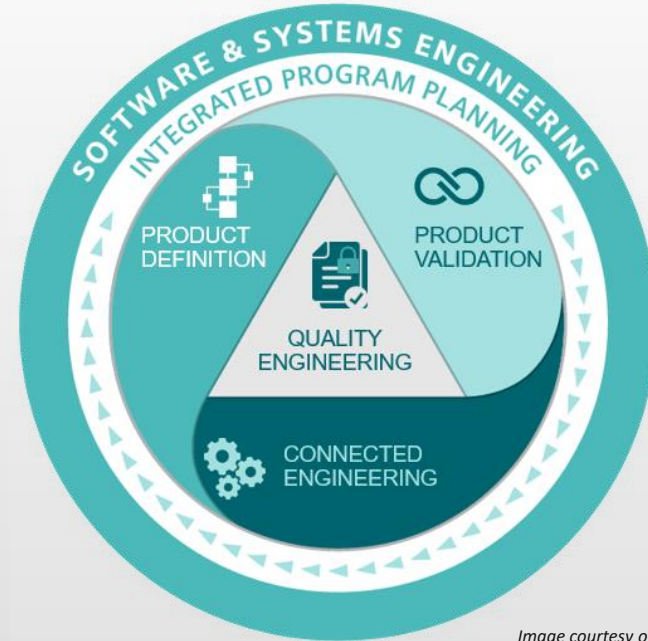 SOFTWARE & SYSTEMS ENGINEERING
INTEGRATED PROGRAM PLANNING
PRODUCT
DEFINITION
PRODUCT
VALIDATION
QUALITY
ENGINEERING
CONNECTED
ENGINEERING
Image courtesy o